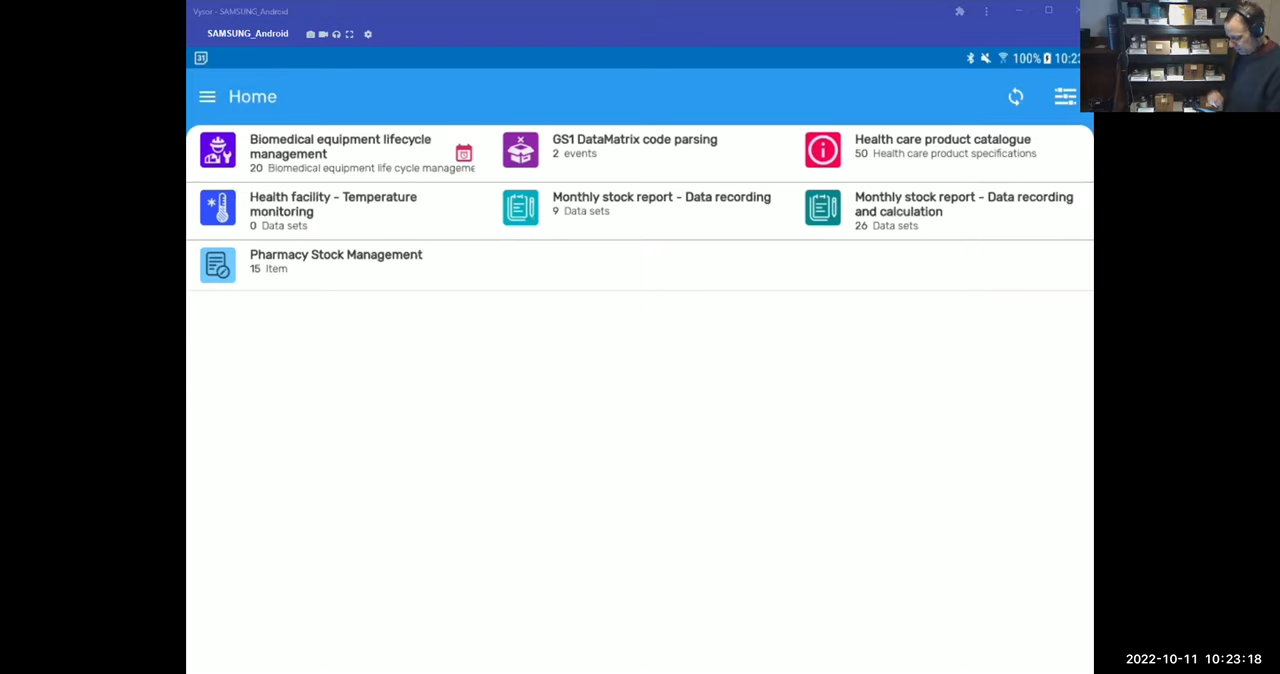 Vysor - SAMSUNG_Android
SAMSUNG_Android
31
100%
10:23
Home
Biomedical equipment lifecycle
management
20 Biomedical equipment life cycle manageme
GS1 DataMatrix code parsing
2 events
Health care product catalogue
50 Health care product specifications
Health facility - Temperature
monitoring
0 Data sets
Monthly stock report - Data recording
9 Data sets
Monthly stock report - Data recording
and calculation
26 Data sets
Pharmacy Stock Management
15 Item
2022-10-11 10:23:18